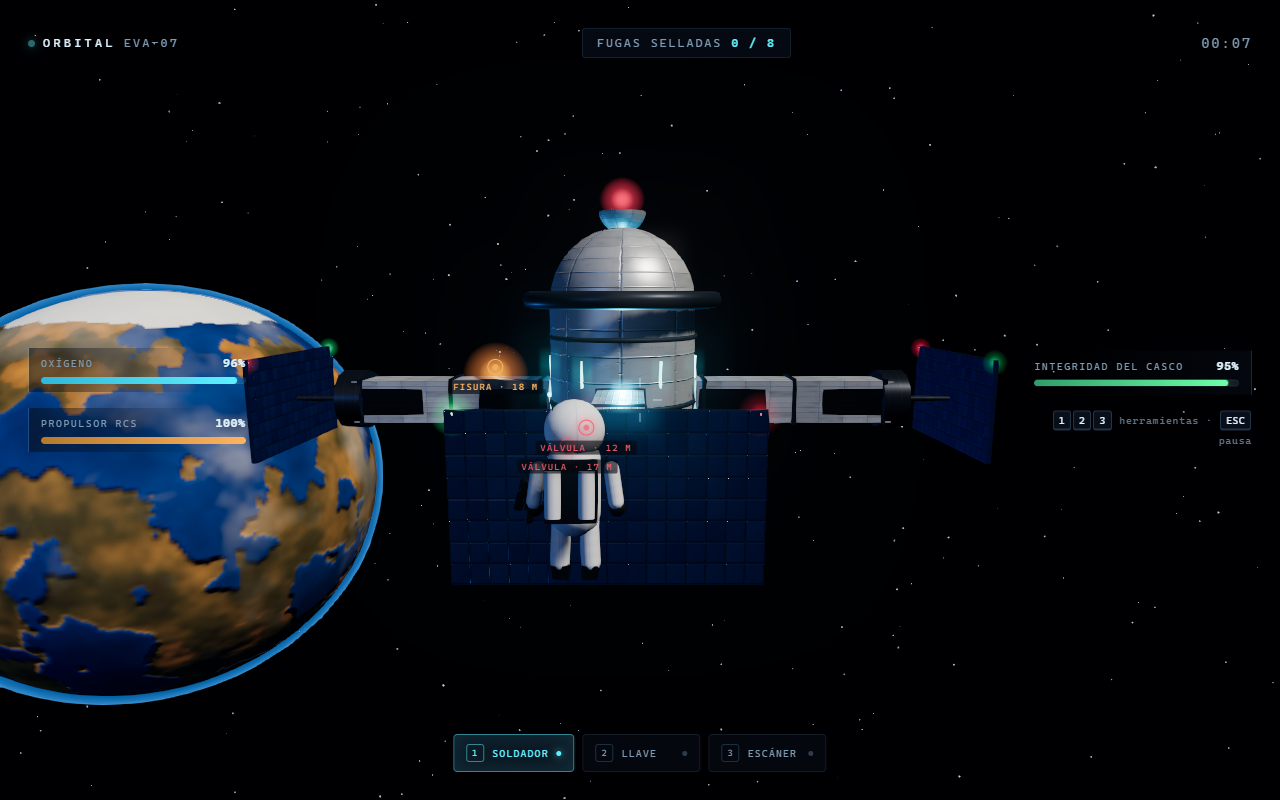 ORBITAL EVA-07
FUGAS SELLADAS 0 / 8
00:07
OXÍGENO 96%
PROPULSOR RCS 100%
INTEGRIDAD DEL CASCO 95%
1 2 3 herramientas · ESC
pausa
FISURA · 18 M
VÁLVULA · 12 M
VÁLVULA · 17 M
1 SOLDADOR
2 LLAVE
3 ESCÁNER